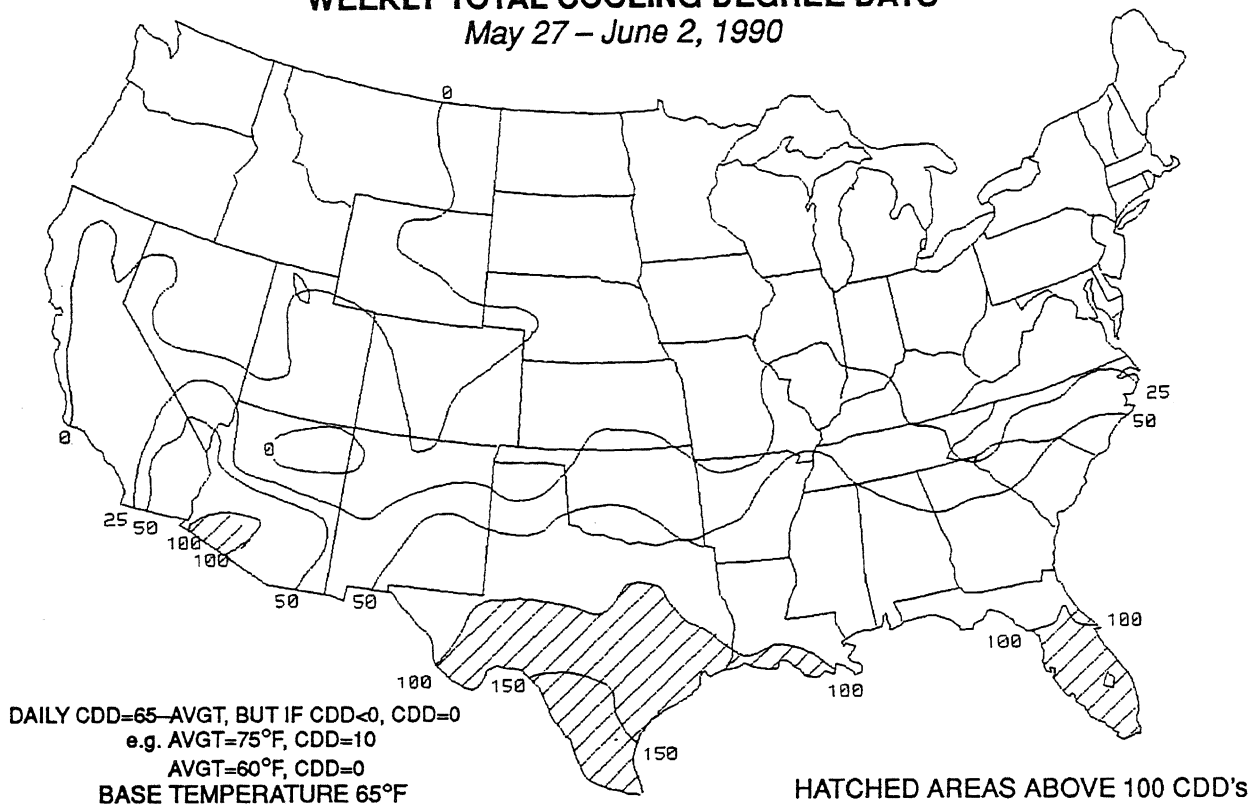 WEEKLY TOTAL COOLING DEGREE DAYS
May 27 – June 2, 1990
0
0
0
25
50
100
100
50
50
25
50
100
150
150
100
100
100
DAILY CDD=65–AVGT, BUT IF CDD<0, CDD=0
e.g. AVGT=75°F, CDD=10
AVGT=60°F, CDD=0
BASE TEMPERATURE 65°F
HATCHED AREAS ABOVE 100 CDD's